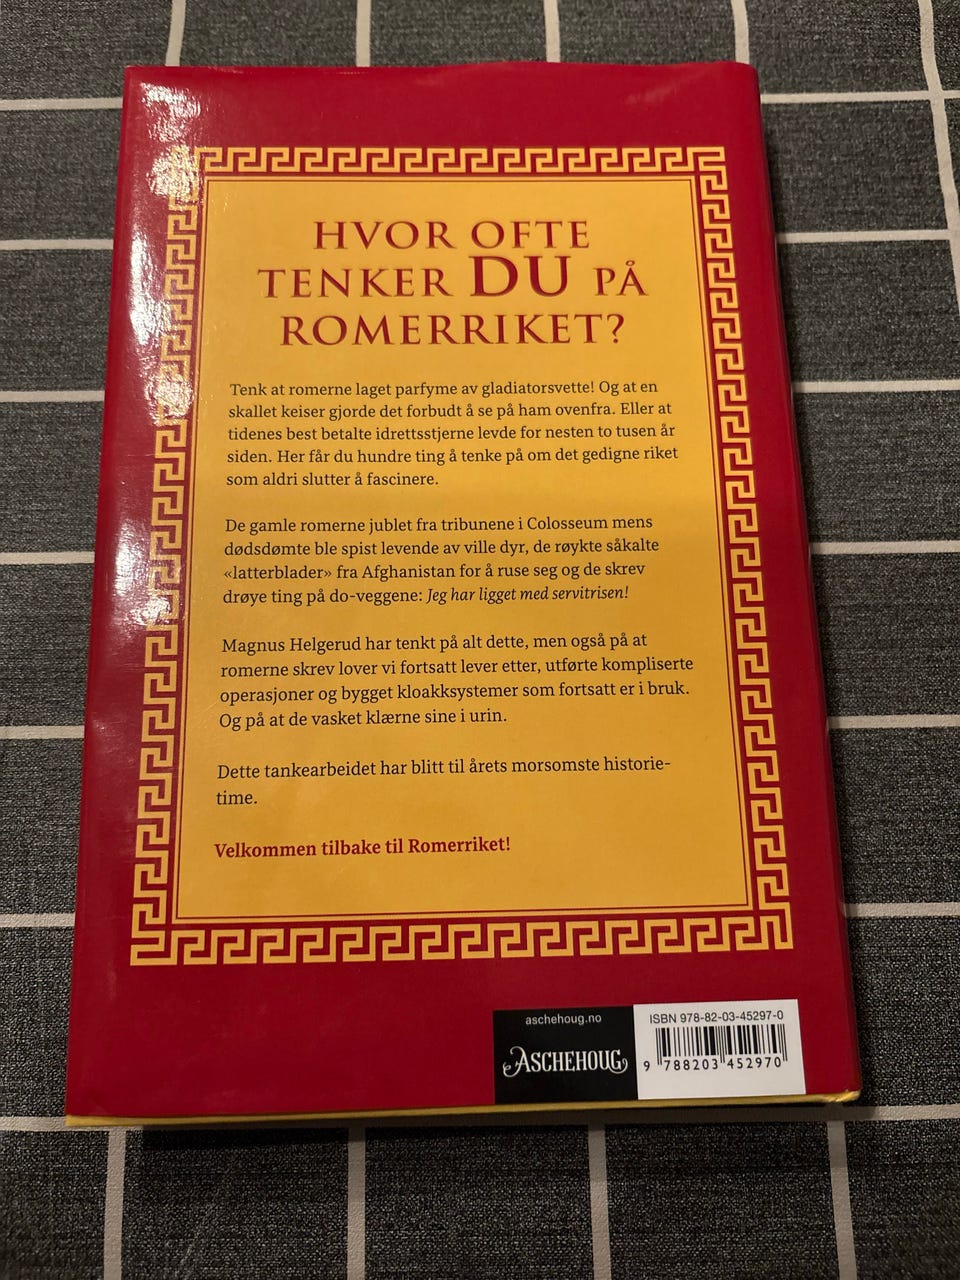 HVOR OFTE
TENKER DU PÅ
ROMERRIKET?
Tenk at romerne laget parfyme av gladiatorsvette! Og at en
skallet keiser gjorde det forbudt å se på ham ovenfra. Eller at
tidenes best betalte idrettsstjerne levde for nesten to tusen år
siden. Her får du hundre ting å tenke på om det gedigne riket
som aldri slutter å fascinere.
De gamle romerne jublet fra tribunene i Colosseum mens
dødsdømte ble spist levende av ville dyr, de røykte såkalte
«latterblader» fra Afghanistan for å ruse seg og de skrev
drøye ting på do-veggene: Jeg har ligget med servitrisen!
Magnus Helgerud har tenkt på alt dette, men også på at
romerne skrev lover vi fortsatt lever etter, utførte kompliserte
operasjoner og bygget kloakksystemer som fortsatt er i bruk.
Og på at de vasket klærne sine i urin.
Dette tankearbeidet har blitt til årets morsomste historie-
time.
Velkommen tilbake til Romerriket!
aschehoug.no
ASCHEHOUG
ISBN 978-82-03-45297-0
9 788203 452970